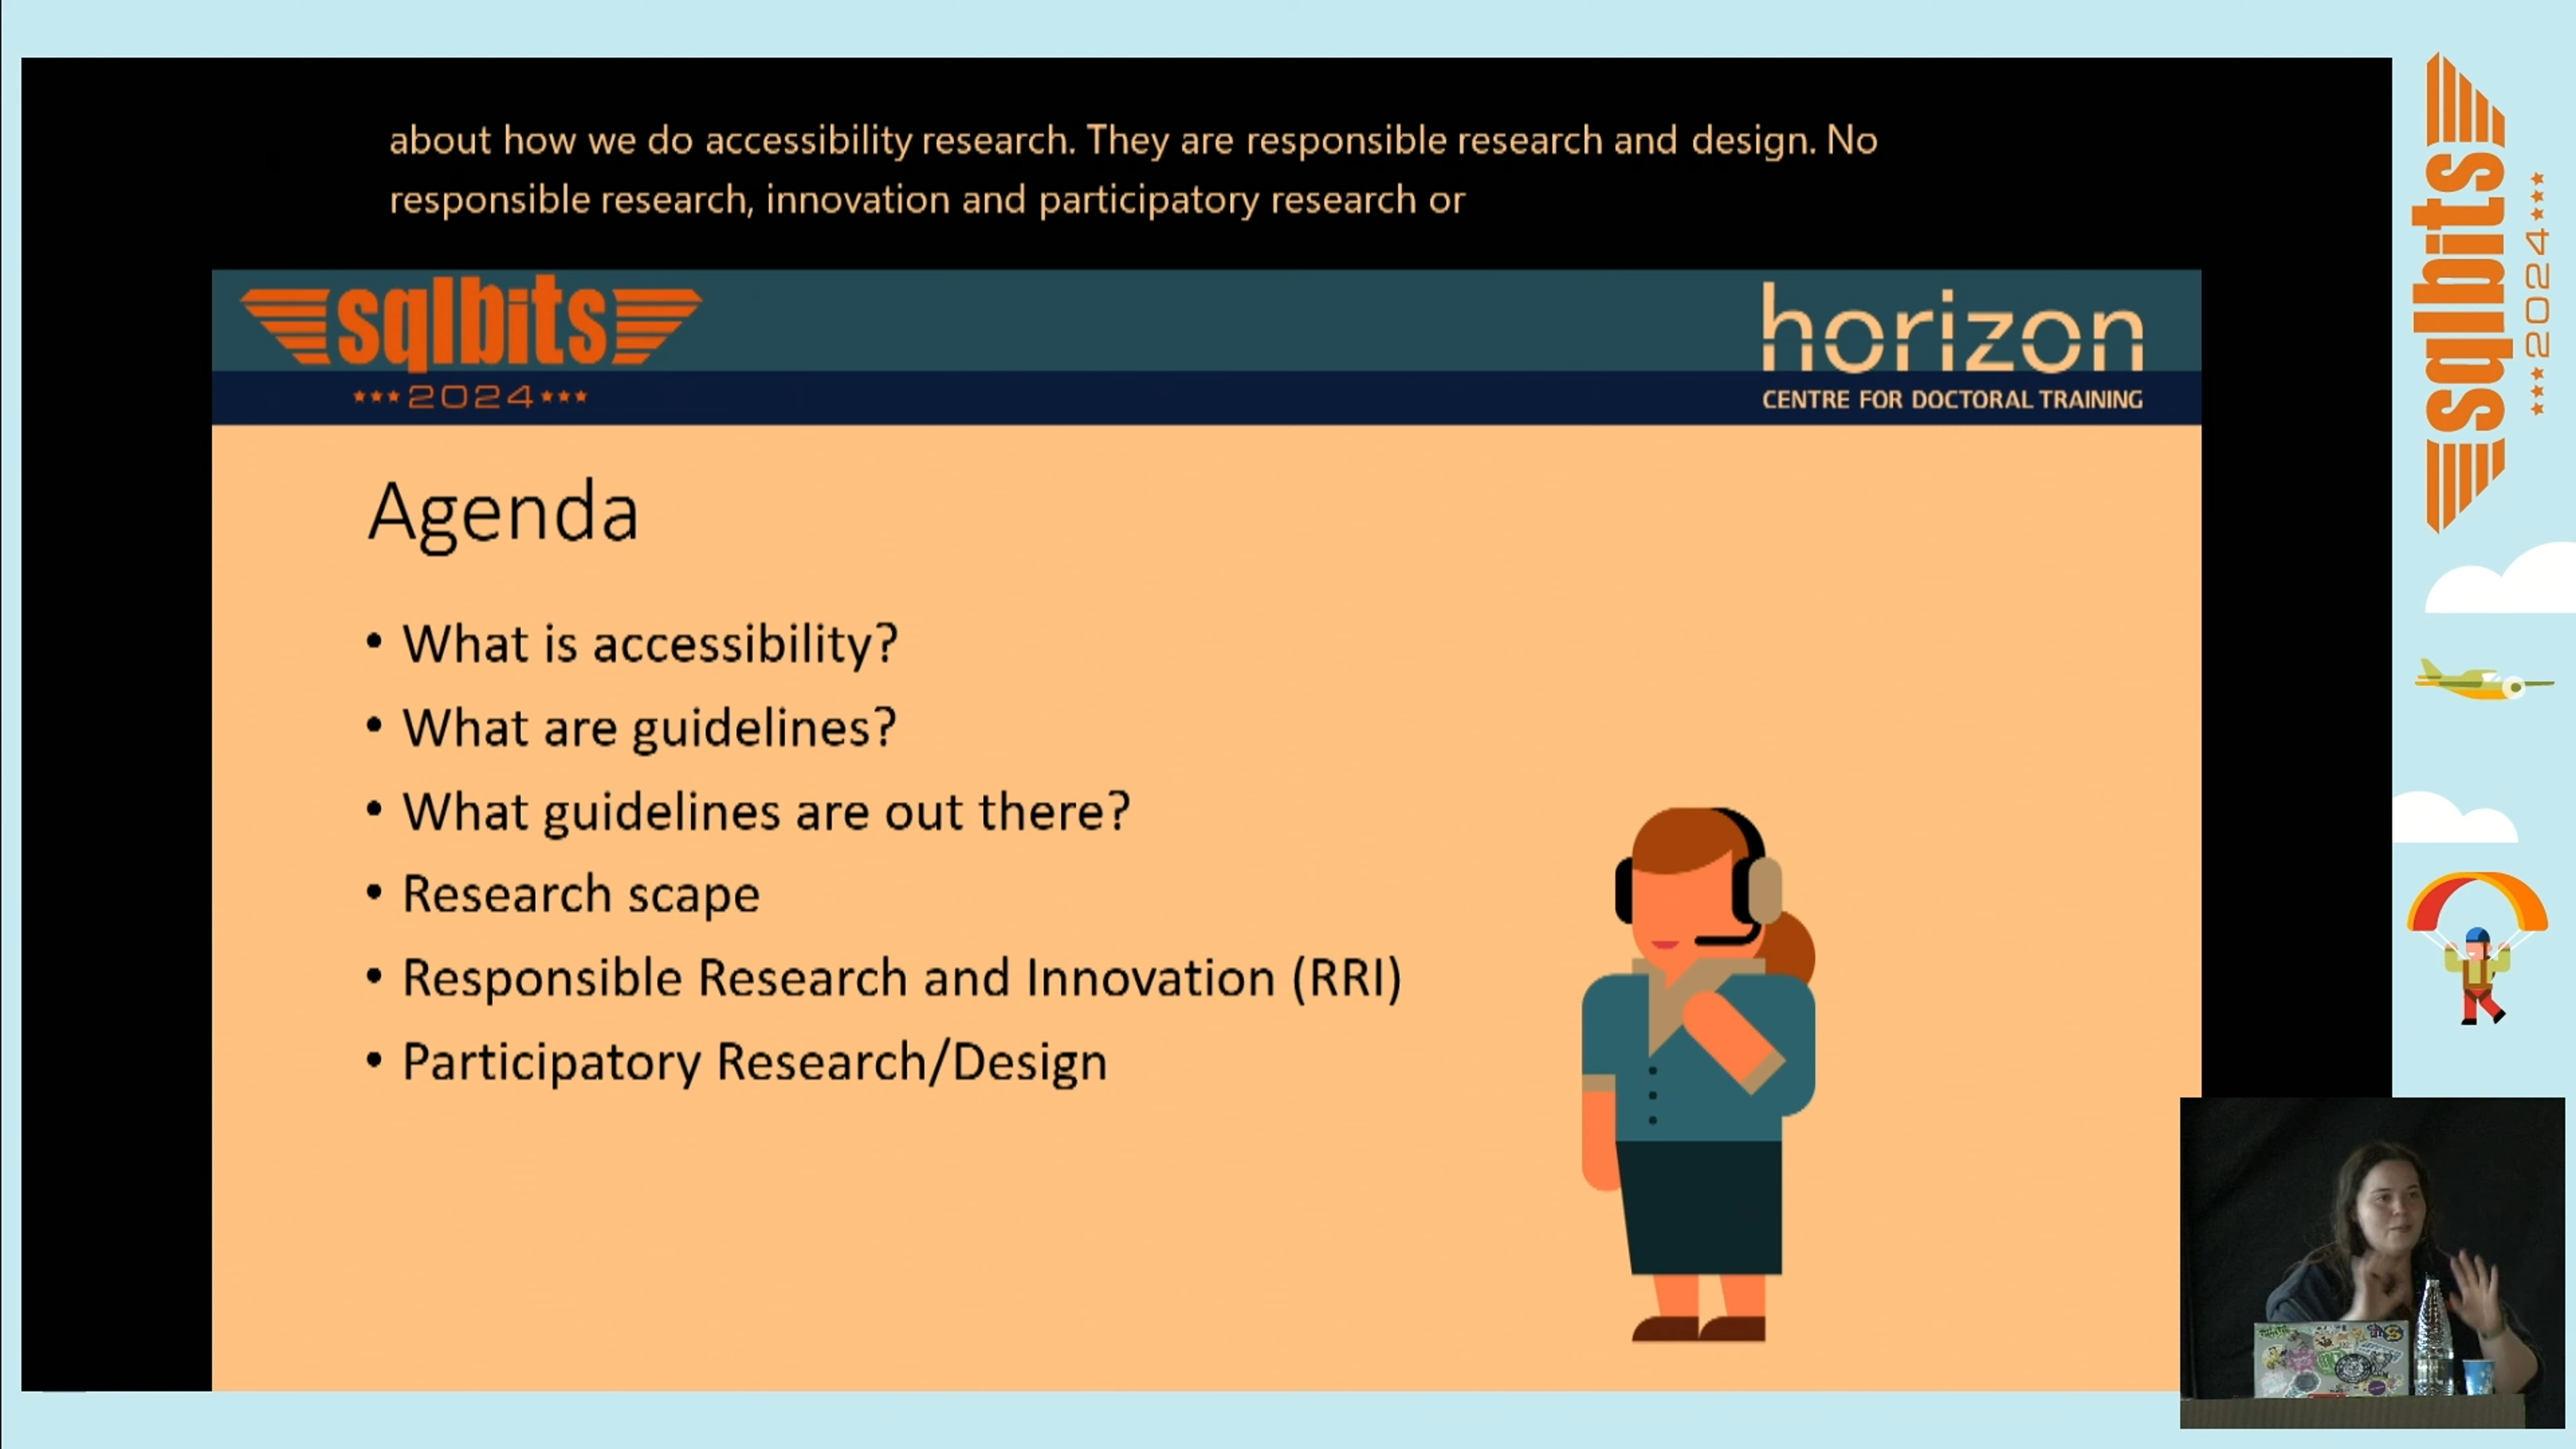 about how we do accessibility research. They are responsible research and design. No
responsible research, innovation and participatory research or
sqlbits
2024
horizon
CENTRE FOR DOCTORAL TRAINING
Agenda
• What is accessibility?
• What are guidelines?
• What guidelines are out there?
• Research scape
• Responsible Research and Innovation (RRI)
• Participatory Research/Design
sqlbits
2024